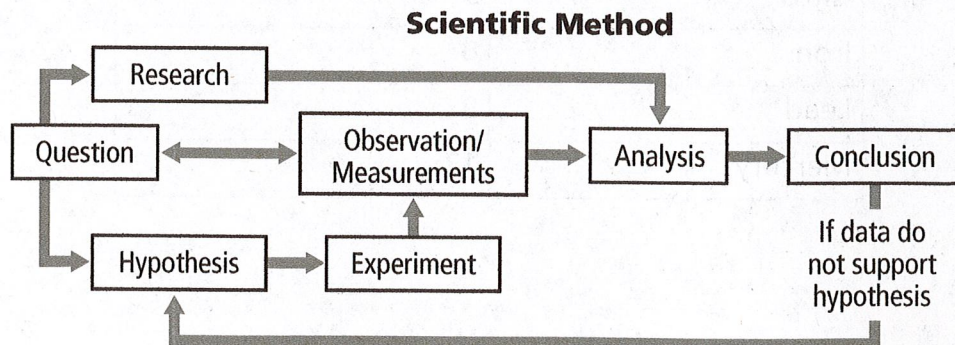 Scientific Method
Research
Question
Observation/
Measurements
Analysis
Conclusion
Hypothesis
Experiment
If data do
not support
hypothesis